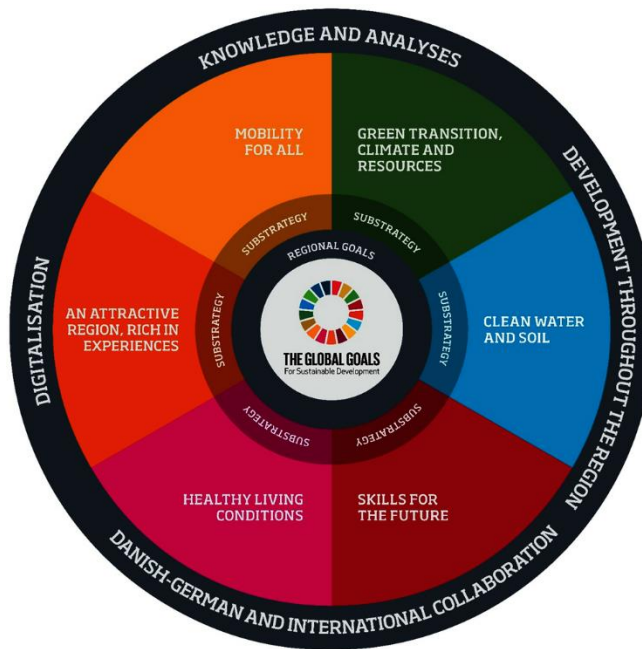 KNOWLEDGE AND ANALYSES
DEVELOPMENT THROUGHOUT THE REGION
DANISH-GERMAN AND INTERNATIONAL COLLABORATION
DIGITALISATION
MOBILITY
FOR ALL
GREEN TRANSITION,
CLIMATE AND
RESOURCES
CLEAN WATER
AND SOIL
SKILLS FOR
THE FUTURE
HEALTHY LIVING
CONDITIONS
AN ATTRACTIVE
REGION, RICH IN
EXPERIENCES
SUBSTRATEGY
SUBSTRATEGY
SUBSTRATEGY
SUBSTRATEGY
SUBSTRATEGY
SUBSTRATEGY
REGIONAL GOALS
THE GLOBAL GOALS
For Sustainable Development